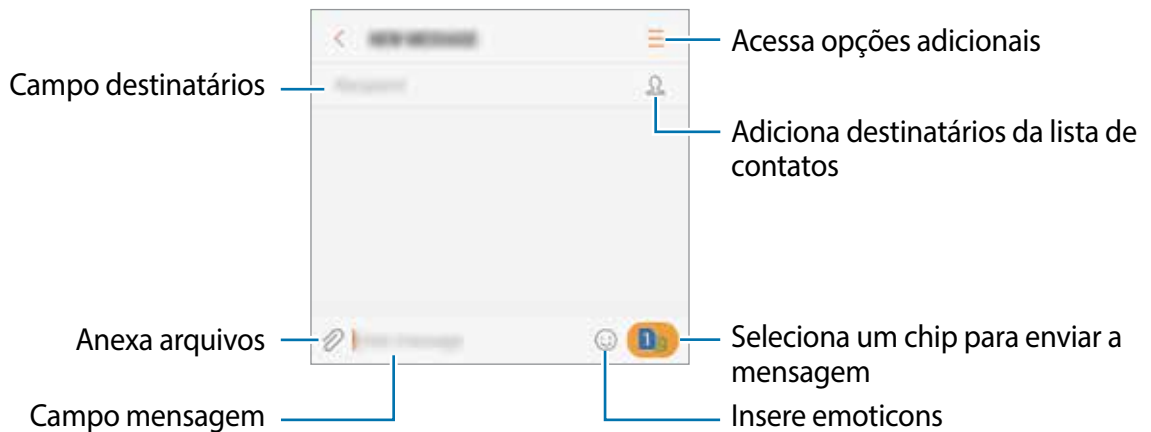 Acessa opções adicionais
Campo destinatários
Adiciona destinatários da lista de
contatos
Anexa arquivos
1
Seleciona um chip para enviar a
mensagem
Campo mensagem
Insere emoticons